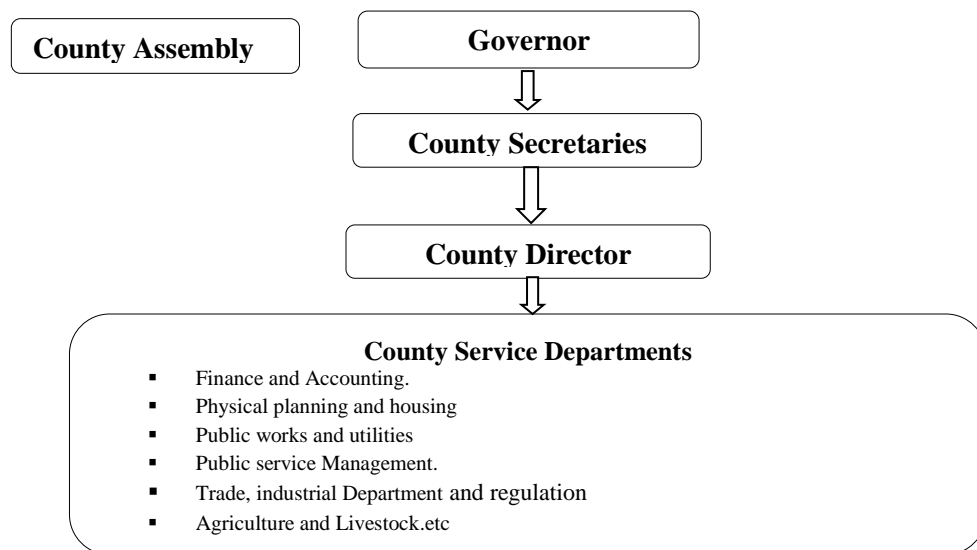 County Assembly
Governor
County Secretaries
County Director
County Service Departments
▪ Finance and Accounting.
▪ Physical planning and housing
▪ Public works and utilities
▪ Public service Management.
▪ Trade, industrial Department and regulation
▪ Agriculture and Livestock.etc